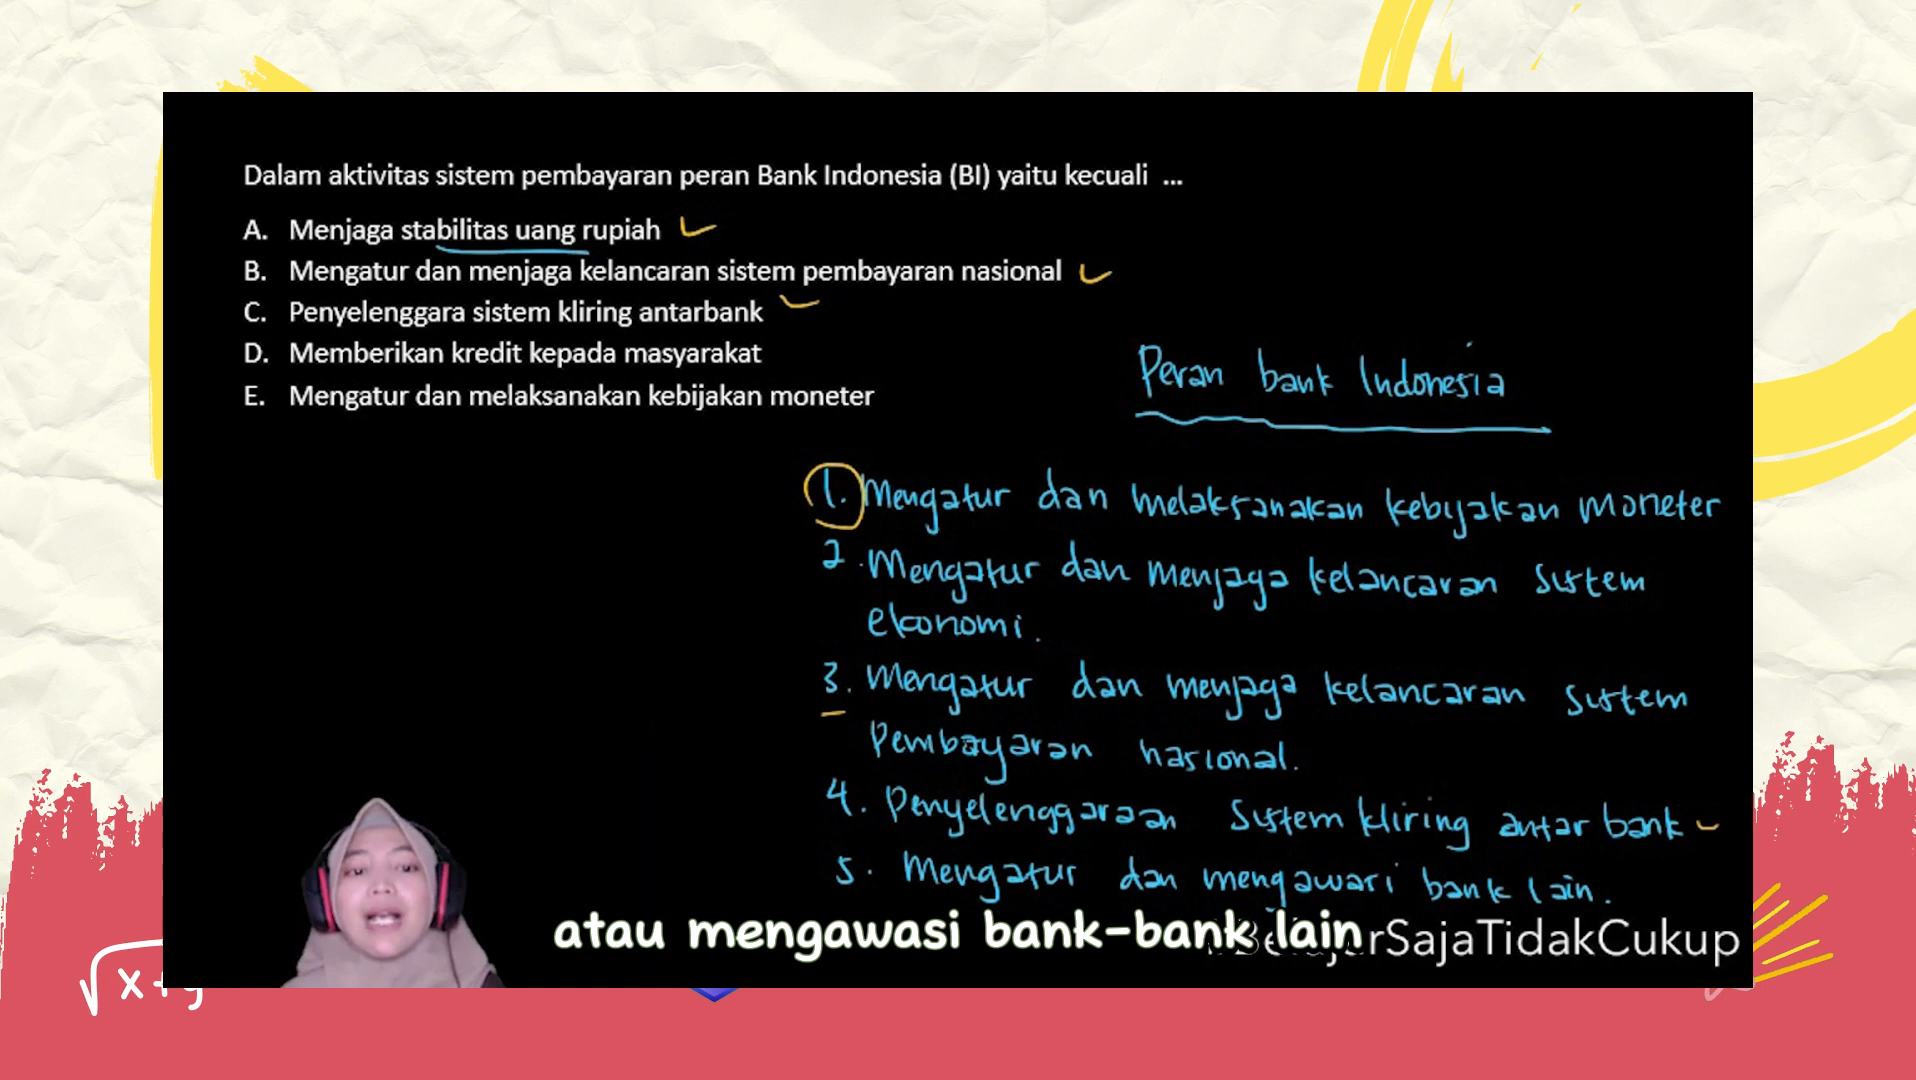 Dalam aktivitas sistem pembayaran peran Bank Indonesia (BI) yaitu kecuali ...
A. Menjaga stabilitas uang rupiah
B. Mengatur dan menjaga kelancaran sistem pembayaran nasional
C. Penyelenggara sistem kliring antarbank
D. Memberikan kredit kepada masyarakat
E. Mengatur dan melaksanakan kebijakan moneter
Peran bank Indonesia
1. Mengatur dan melaksanakan kebijakan moneter
2. Mengatur dan menjaga kelancaran sistem
ekonomi.
3. Mengatur dan menjaga kelancaran sistem
Pembayaran nasional.
4. Penyelenggaraan sistem kliring antar bank
5. Mengatur dan mengawasi bank lain.
atau mengawasi bank-bank lain
rSajaTidakCukup
√x+y